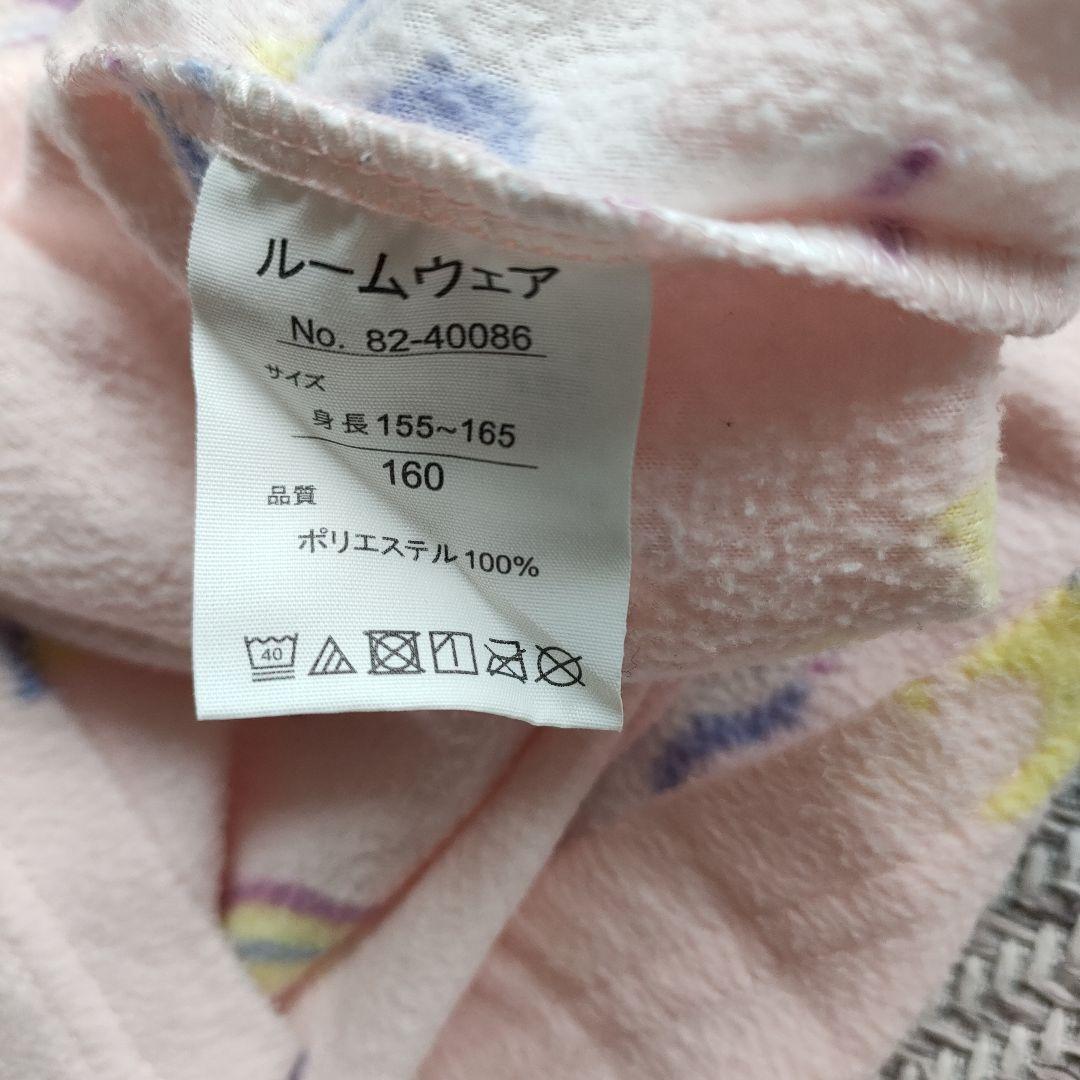 ルームウェア
No. 82-40086
サイズ
身長155~165
160
品質
ポリエステル100%
40